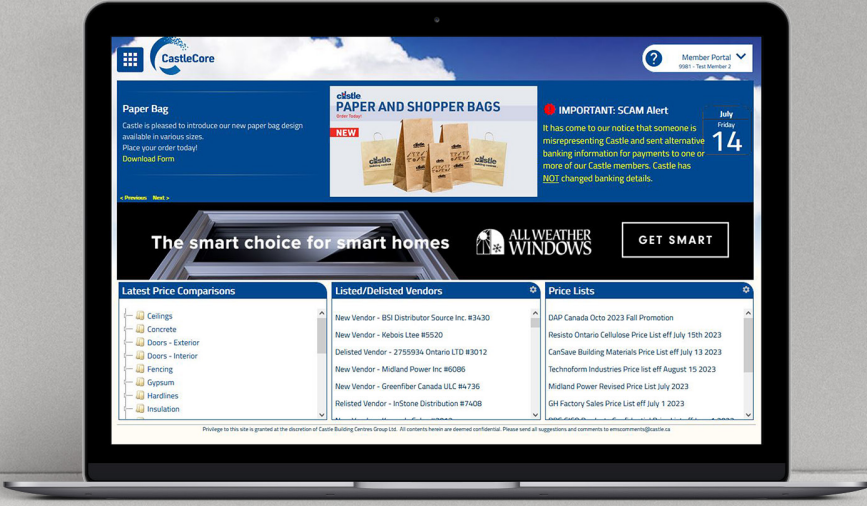 CastleCore
Member Portal
9981 - Test Member 2
Paper Bag
Castle is pleased to introduce our new paper bag design
available in various sizes.
Place your order today!
Download Form
< Previous Next >
castle
PAPER AND SHOPPER BAGS
Order Today!
NEW
castle
castle
IMPORTANT: SCAM Alert
It has come to our notice that someone is
misrepresenting Castle and sent alternative
banking information for payments to one or
more of our Castle members. Castle has
NOT changed banking details.
July
Friday
14
The smart choice for smart homes
ALL WEATHER
WINDOWS
GET SMART
Latest Price Comparisons
Ceilings
Concrete
Doors - Exterior
Doors - Interior
Fencing
Gypsum
Hardlines
Insulation
Listed/Delisted Vendors
New Vendor - BSI Distributor Source Inc. #3430
New Vendor - Kebois Ltee #5520
Delisted Vendor - 2755934 Ontario LTD #3012
New Vendor - Midland Power Inc #6086
New Vendor - Greenfiber Canada ULC #4736
Relisted Vendor - InStone Distribution #7408
Price Lists
DAP Canada Octo 2023 Fall Promotion
Resisto Ontario Cellulose Price List eff July 15th 2023
CanSave Building Materials Price List eff July 13 2023
Technoform Industries Price list eff August 15 2023
Midland Power Revised Price List July 2023
GH Factory Sales Price List eff July 1 2023
Privilege to this site is granted at the discretion of Castle Building Centres Group Ltd. All contents herein are deemed confidential. Please send all suggestions and comments to emscomments@castle.ca